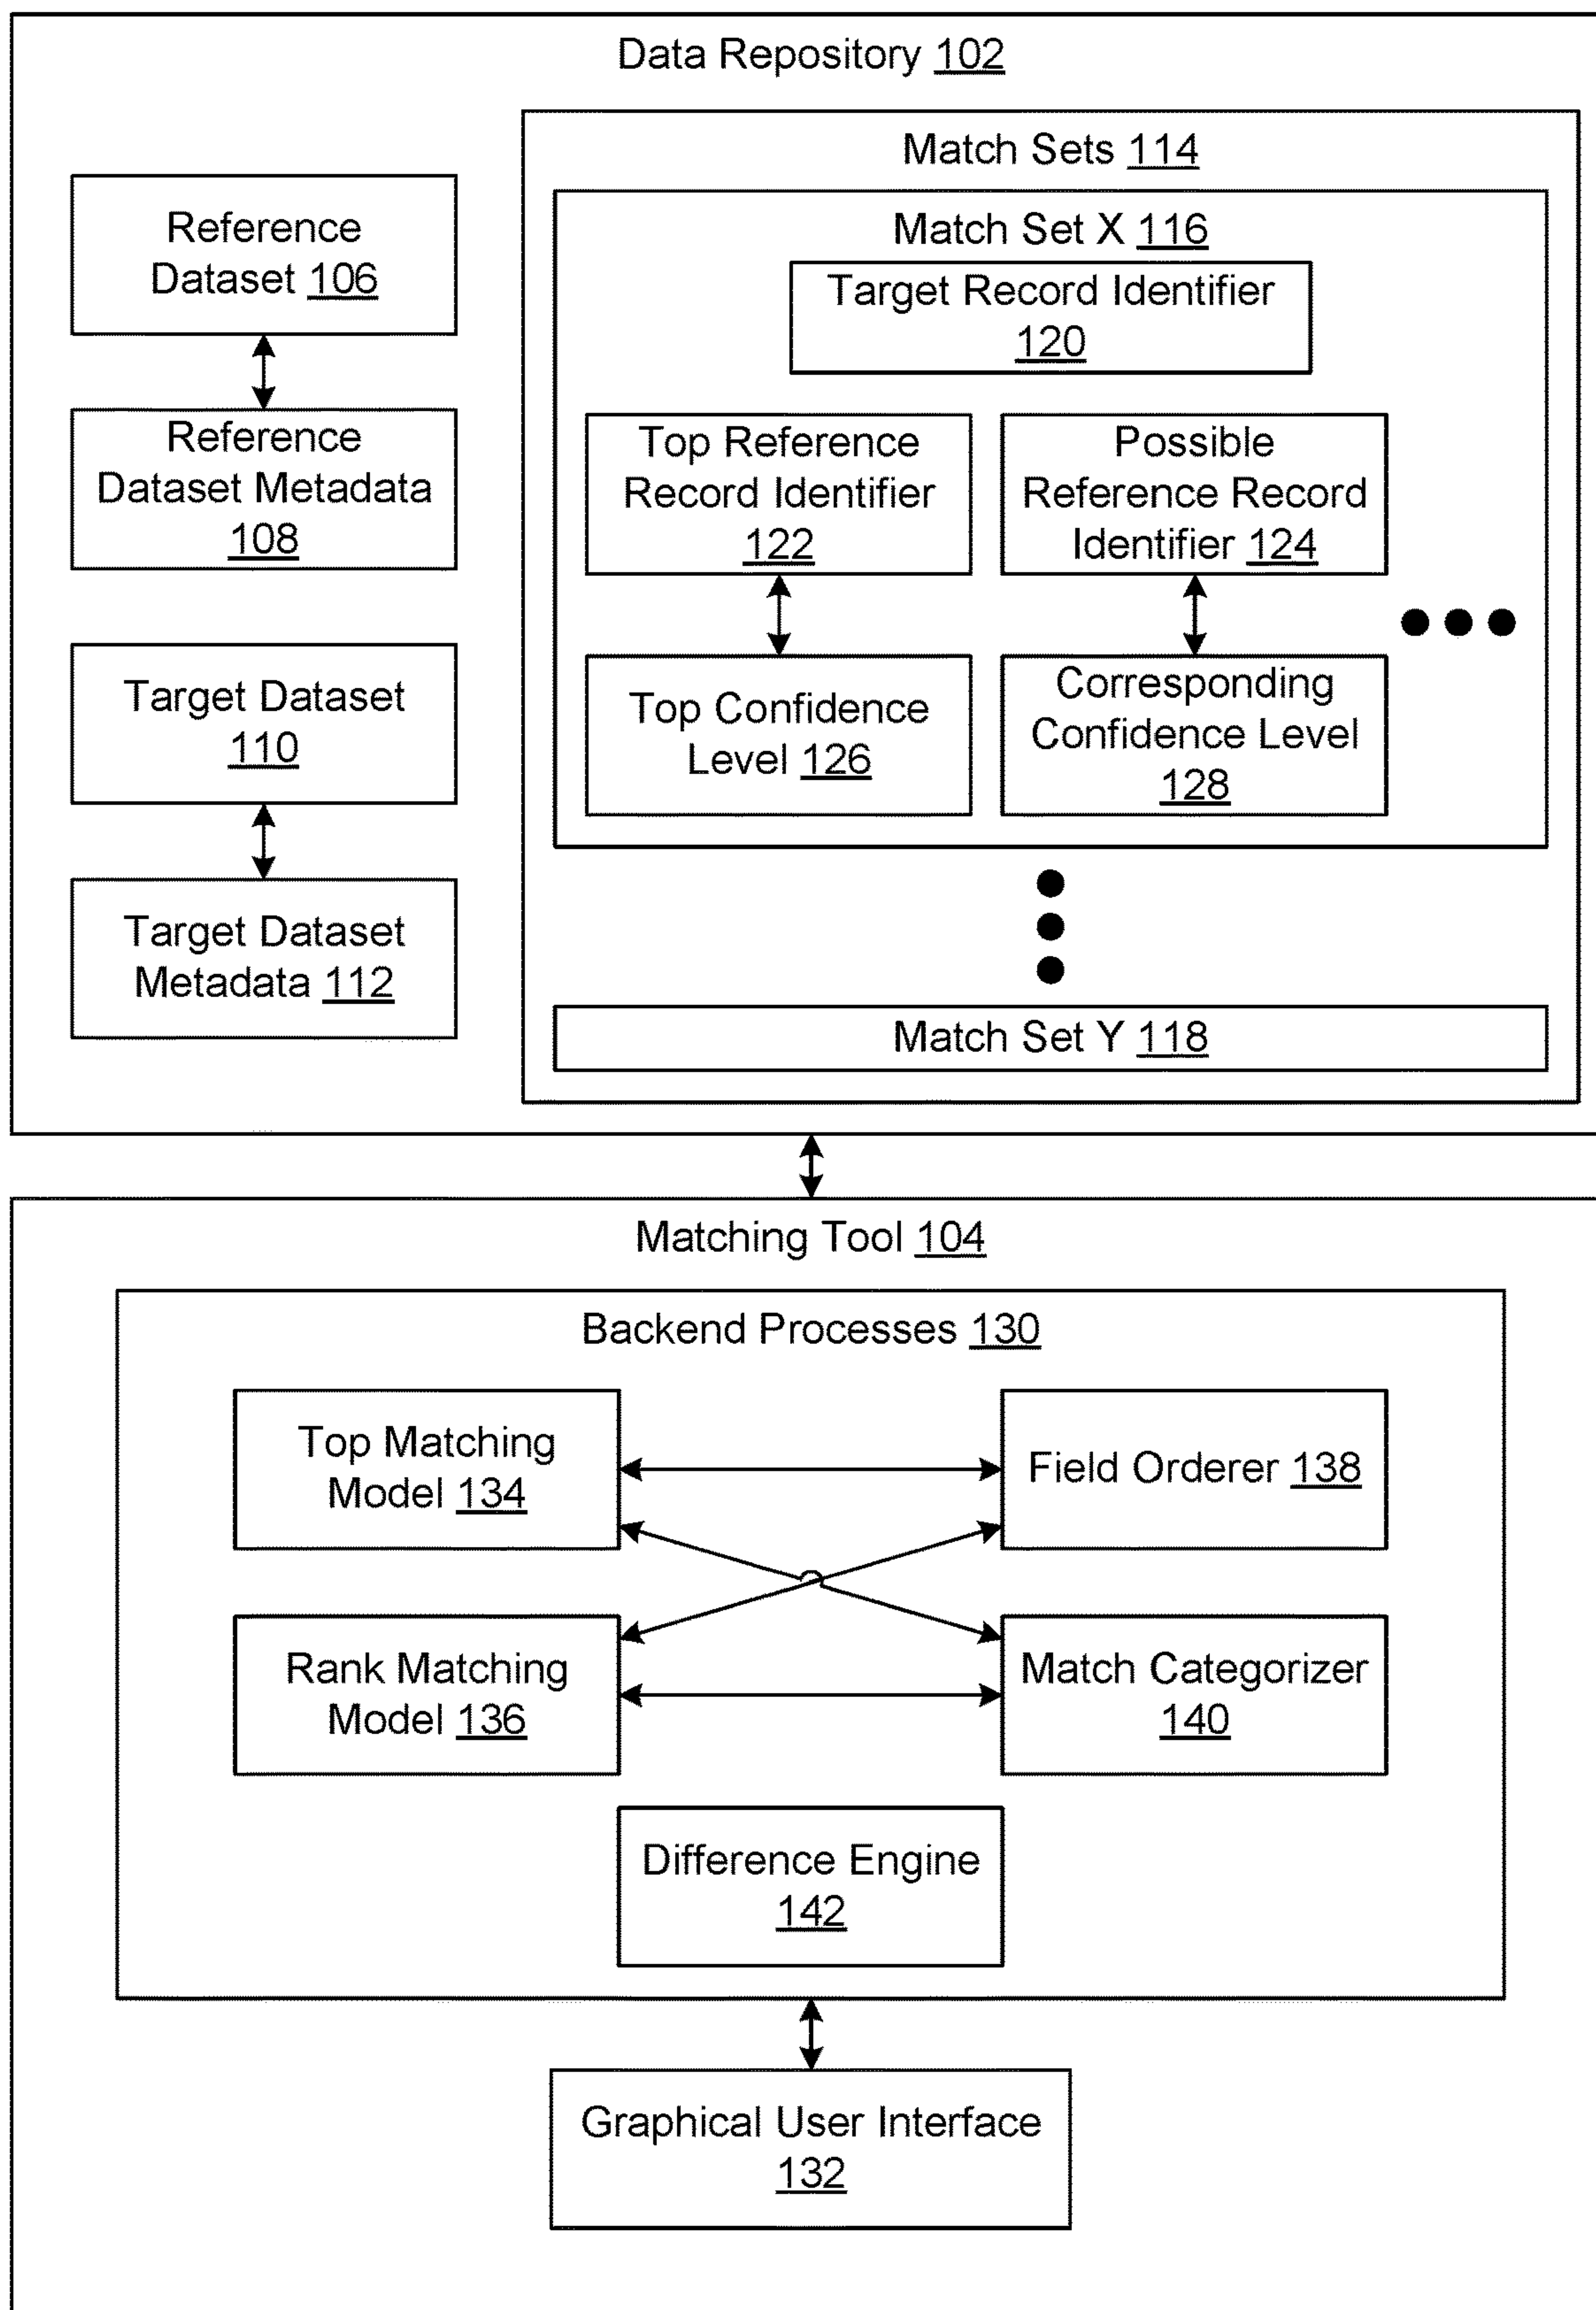 Data Repository 102
Reference
Dataset 106
Reference
Dataset Metadata
108
Target Dataset
110
Target Dataset
Metadata 112
Match Sets 114
Match Set X 116
Target Record Identifier
120
Top Reference
Record Identifier
122
Possible
Reference Record
Identifier 124
Top Confidence
Level 126
Corresponding
Confidence Level
128
Match Set Y 118
Matching Tool 104
Backend Processes 130
Top Matching
Model 134
Field Orderer 138
Rank Matching
Model 136
Match Categorizer
140
Difference Engine
142
Graphical User Interface
132